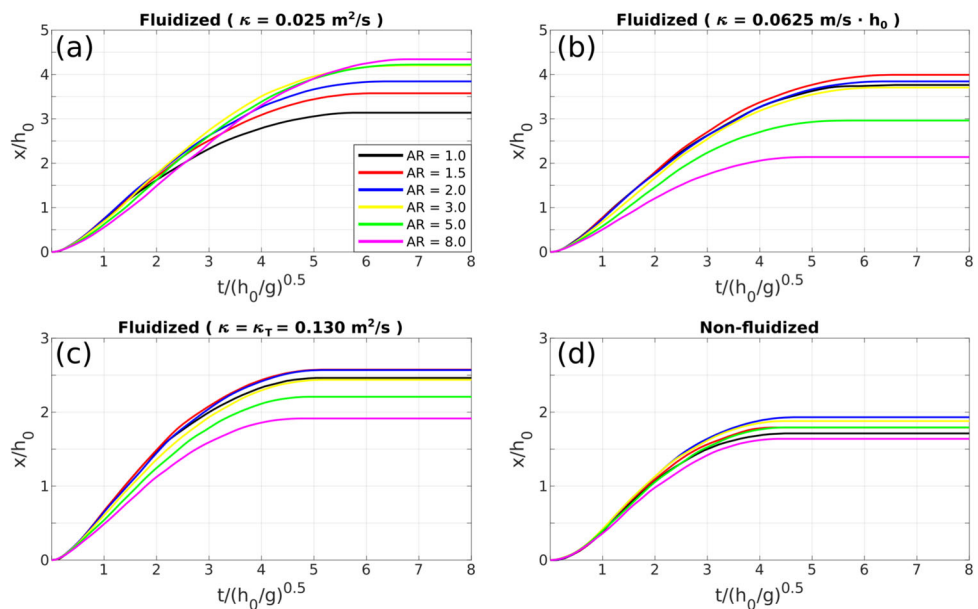 Fluidized ( κ = 0.025 m²/s )
(a)
x/h₀
5
4
3
2
1
0
AR = 1.0
AR = 1.5
AR = 2.0
AR = 3.0
AR = 5.0
AR = 8.0
1 2 3 4 5 6 7 8
t/(h₀/g)⁰·⁵
Fluidized ( κ = 0.0625 m/s · h₀ )
(b)
x/h₀
5
4
3
2
1
0
1 2 3 4 5 6 7 8
t/(h₀/g)⁰·⁵
Fluidized ( κ = κ_T = 0.130 m²/s )
(c)
x/h₀
3
2
1
0
1 2 3 4 5 6 7 8
t/(h₀/g)⁰·⁵
Non-fluidized
(d)
x/h₀
3
2
1
0
1 2 3 4 5 6 7 8
t/(h₀/g)⁰·⁵